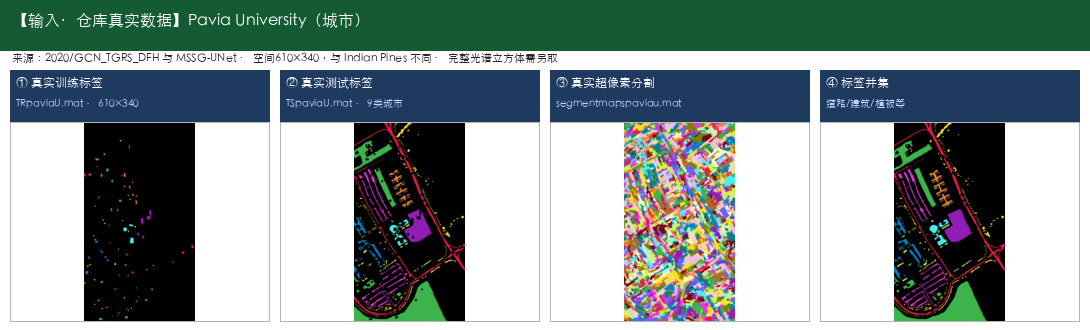 【输入· 仓库真实数据】Pavia University（城市）
来源：2020/GCN_TGRS_DFH 与 MSSG-UNet · 空间610×340，与 Indian Pines 不同 · 完整光谱立方体需另取
① 真实训练标签
TRpaviaU.mat · 610×340
② 真实测试标签
TSpaviaU.mat · 9类城市
③ 真实超像素分割
segmentmapspaviau.mat
④ 标签并集
道路/建筑/植被等